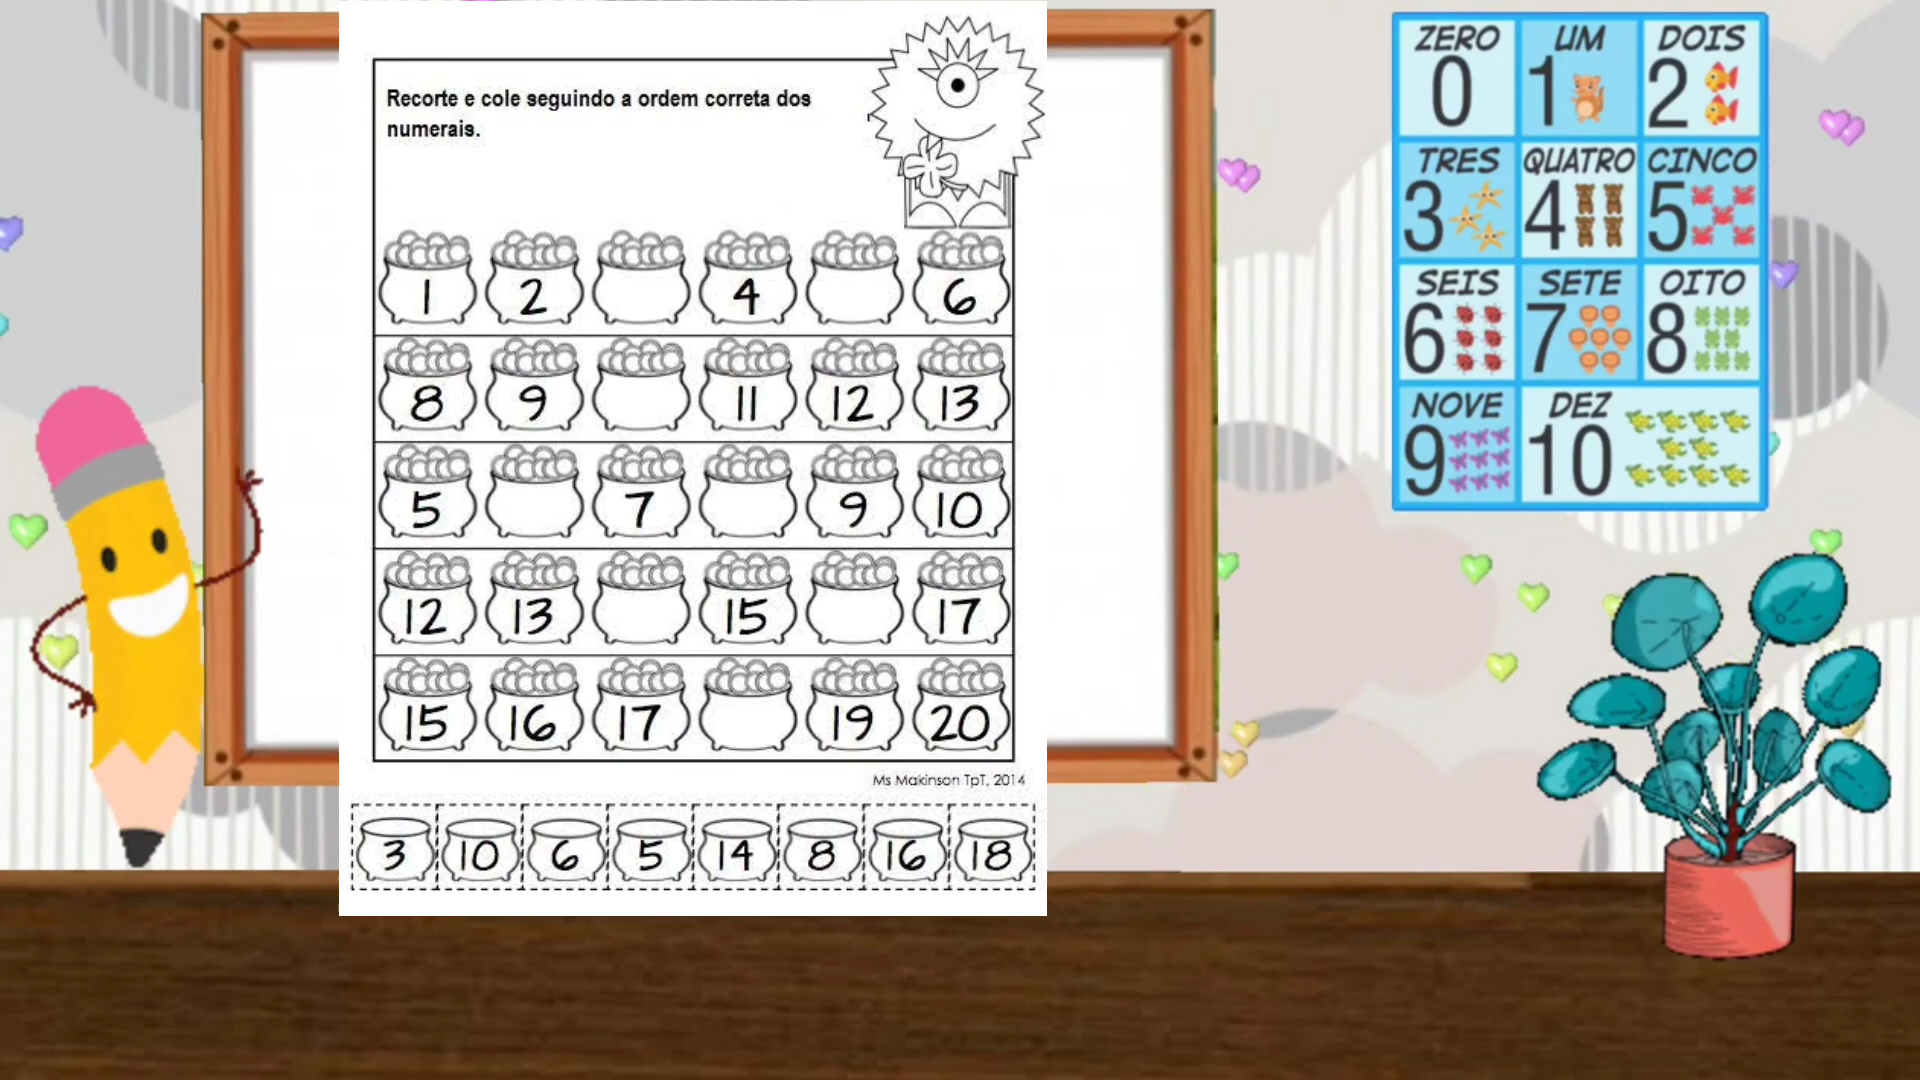 Recorte e cole seguindo a ordem correta dos
numerais.
1 2 4 6
8 9 11 12 13
5 7 9 10
12 13 15 17
15 16 17 19 20
Ms Makinson TpT, 2014
3 10 6 5 14 8 16 18
ZERO UM DOIS
0 1 2
TRES QUATRO CINCO
3 4 5
SEIS SETE OITO
6 7 8
NOVE DEZ
9 10